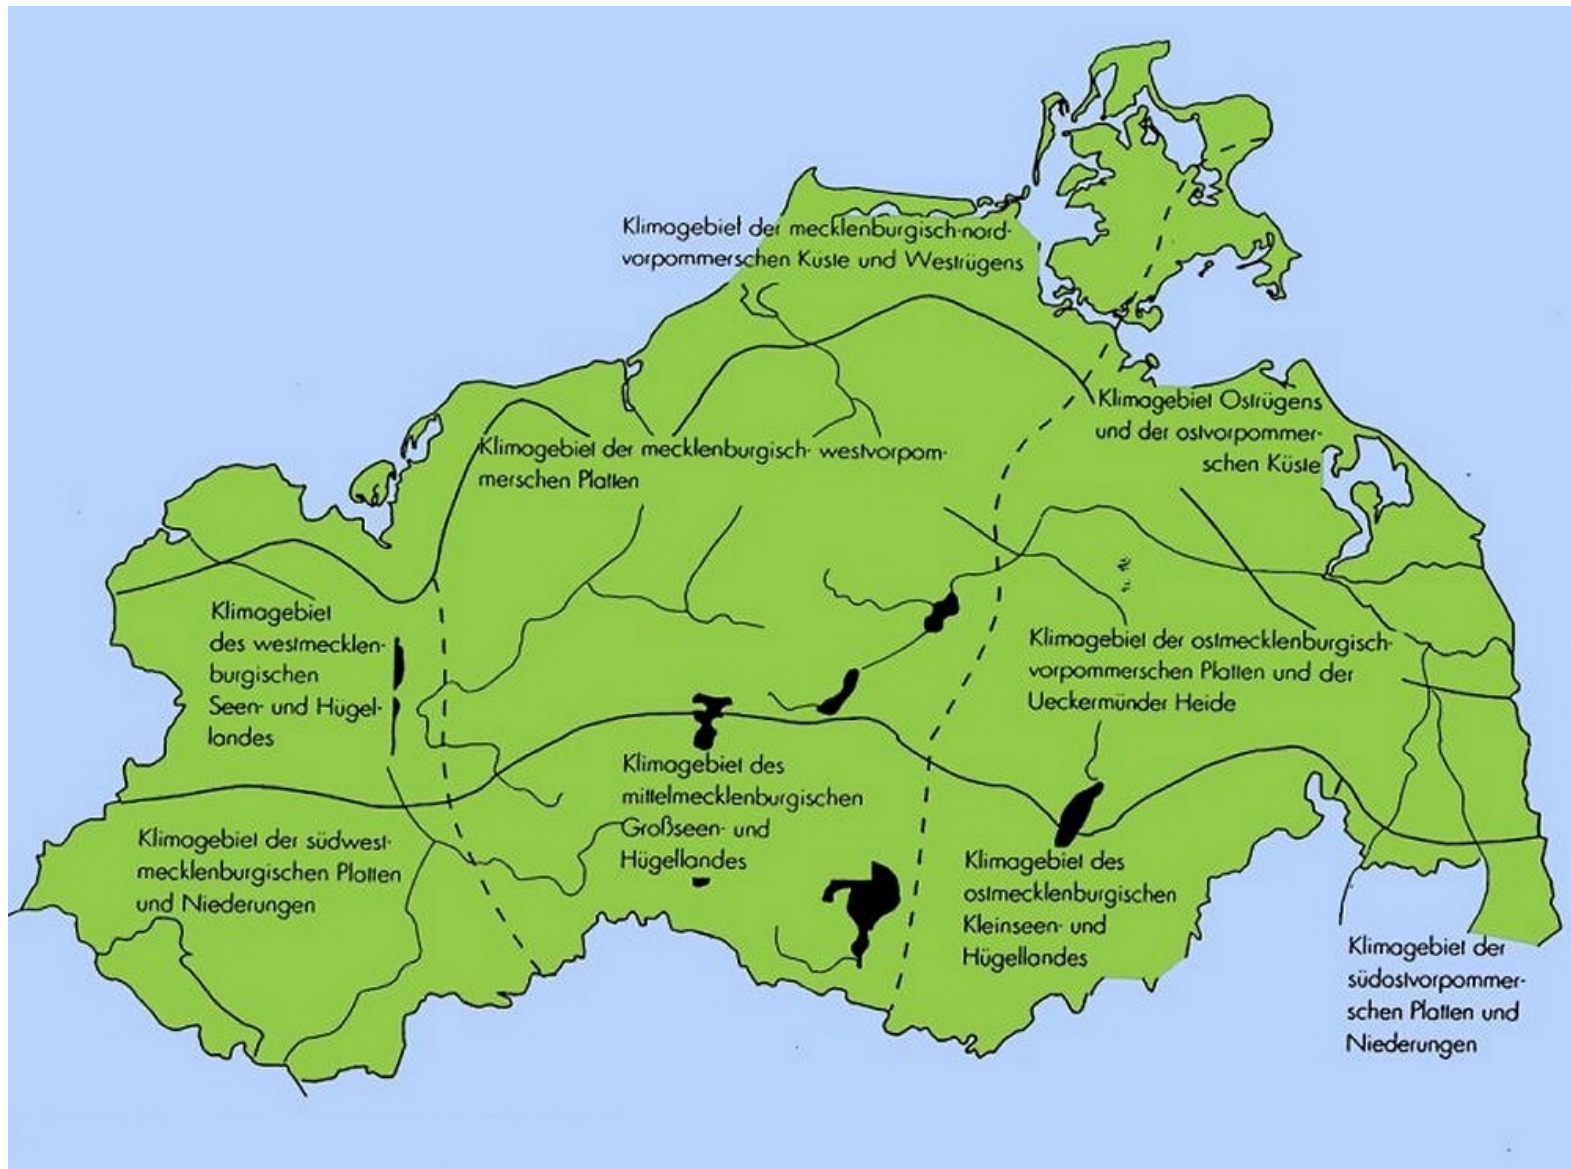 Klimagebiet der mecklenburgisch-nord-
vorpommerschen Küste und Westrügens
Klimagebiet Ostrügens
und der ostvorpommer-
schen Küste
Klimagebiet der mecklenburgisch- westvorpom-
merschen Platten
Klimagebiet
des westmecklen-
burgischen
Seen- und Hügel-
landes
Klimagebiet der ostmecklenburgisch-
vorpommerschen Platten und der
Ueckermünder Heide
Klimagebiet des
mittelmecklenburgischen
Großseen- und
Hügellandes
Klimagebiet der südwest-
mecklenburgischen Platten
und Niederungen
Klimagebiet des
ostmecklenburgischen
Kleinseen- und
Hügellandes
Klimagebiet der
südostvorpommer-
schen Platten und
Niederungen